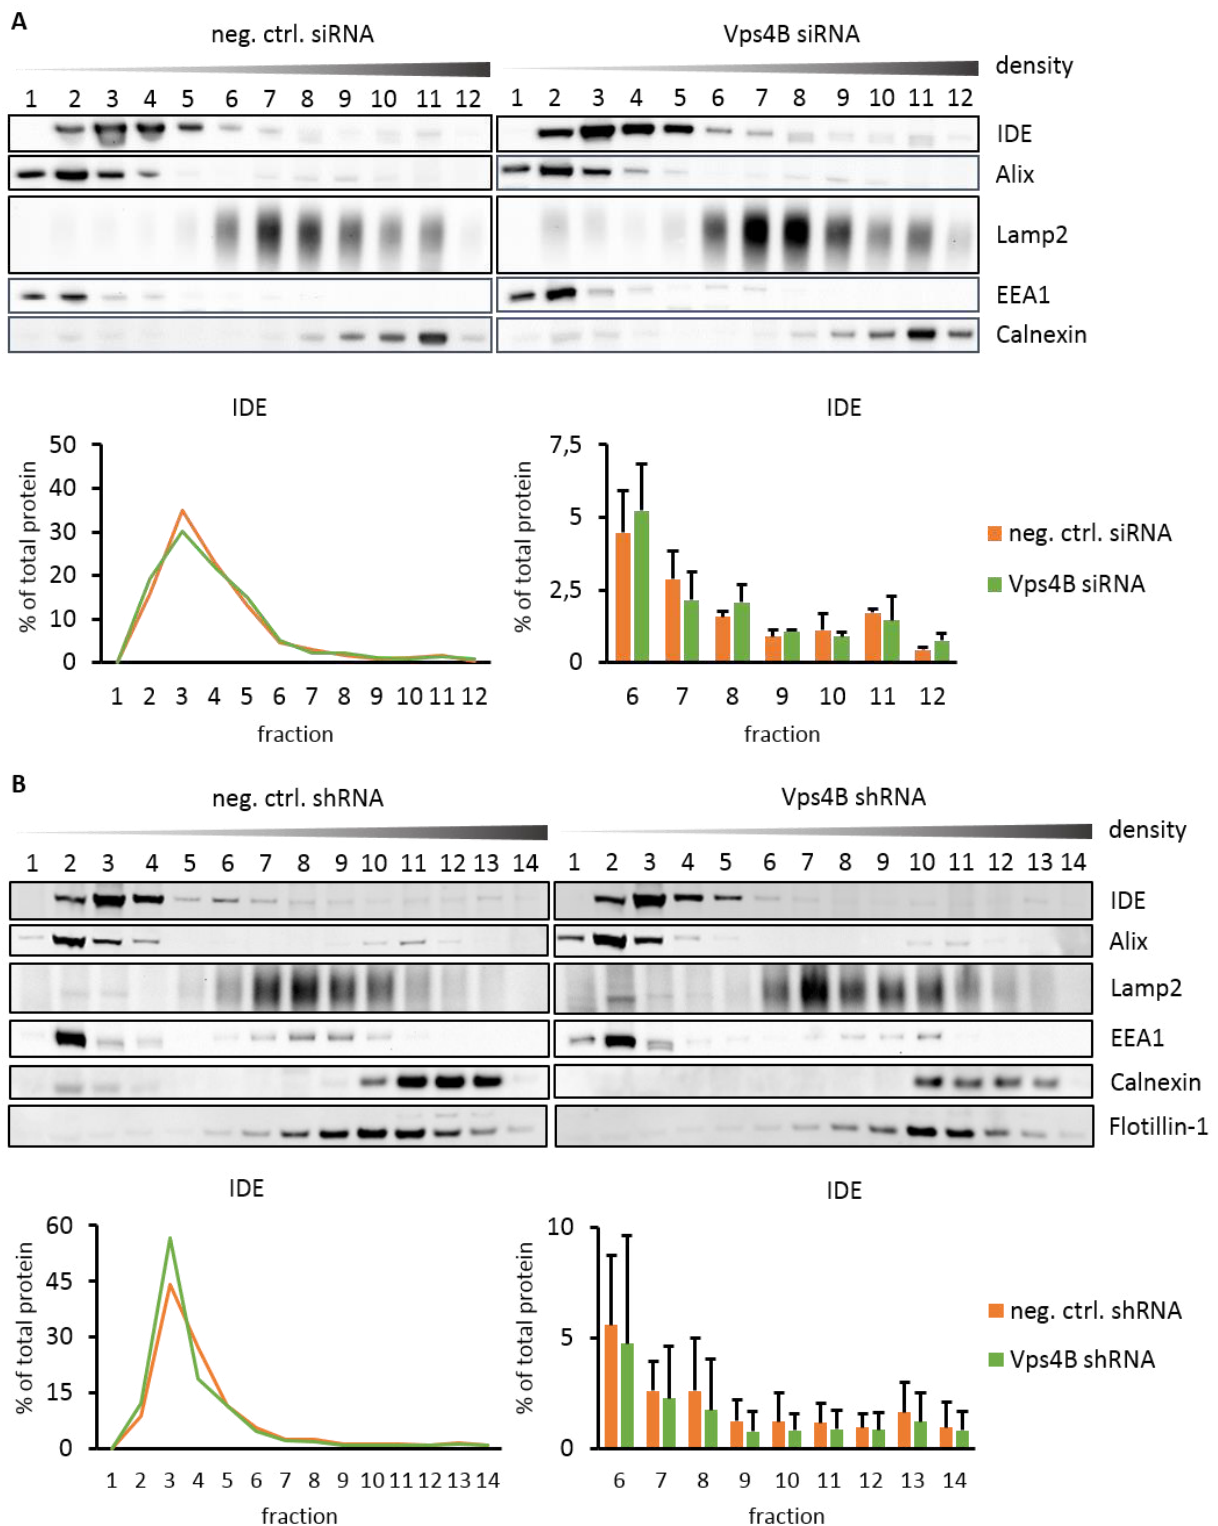 A
neg. ctrl. siRNA
Vps4B siRNA
density
1 2 3 4 5 6 7 8 9 10 11 12
1 2 3 4 5 6 7 8 9 10 11 12
IDE
Alix
Lamp2
EEA1
Calnexin
IDE
% of total protein
50
40
30
20
10
0
1 2 3 4 5 6 7 8 9 10 11 12
fraction
IDE
% of total protein
7,5
5
2,5
0
6 7 8 9 10 11 12
fraction
neg. ctrl. siRNA
Vps4B siRNA
B
neg. ctrl. shRNA
Vps4B shRNA
density
1 2 3 4 5 6 7 8 9 10 11 12 13 14
1 2 3 4 5 6 7 8 9 10 11 12 13 14
IDE
Alix
Lamp2
EEA1
Calnexin
Flotillin-1
IDE
% of total protein
60
45
30
15
0
1 2 3 4 5 6 7 8 9 10 11 12 13 14
fraction
IDE
% of total protein
10
5
0
6 7 8 9 10 11 12 13 14
fraction
neg. ctrl. shRNA
Vps4B shRNA